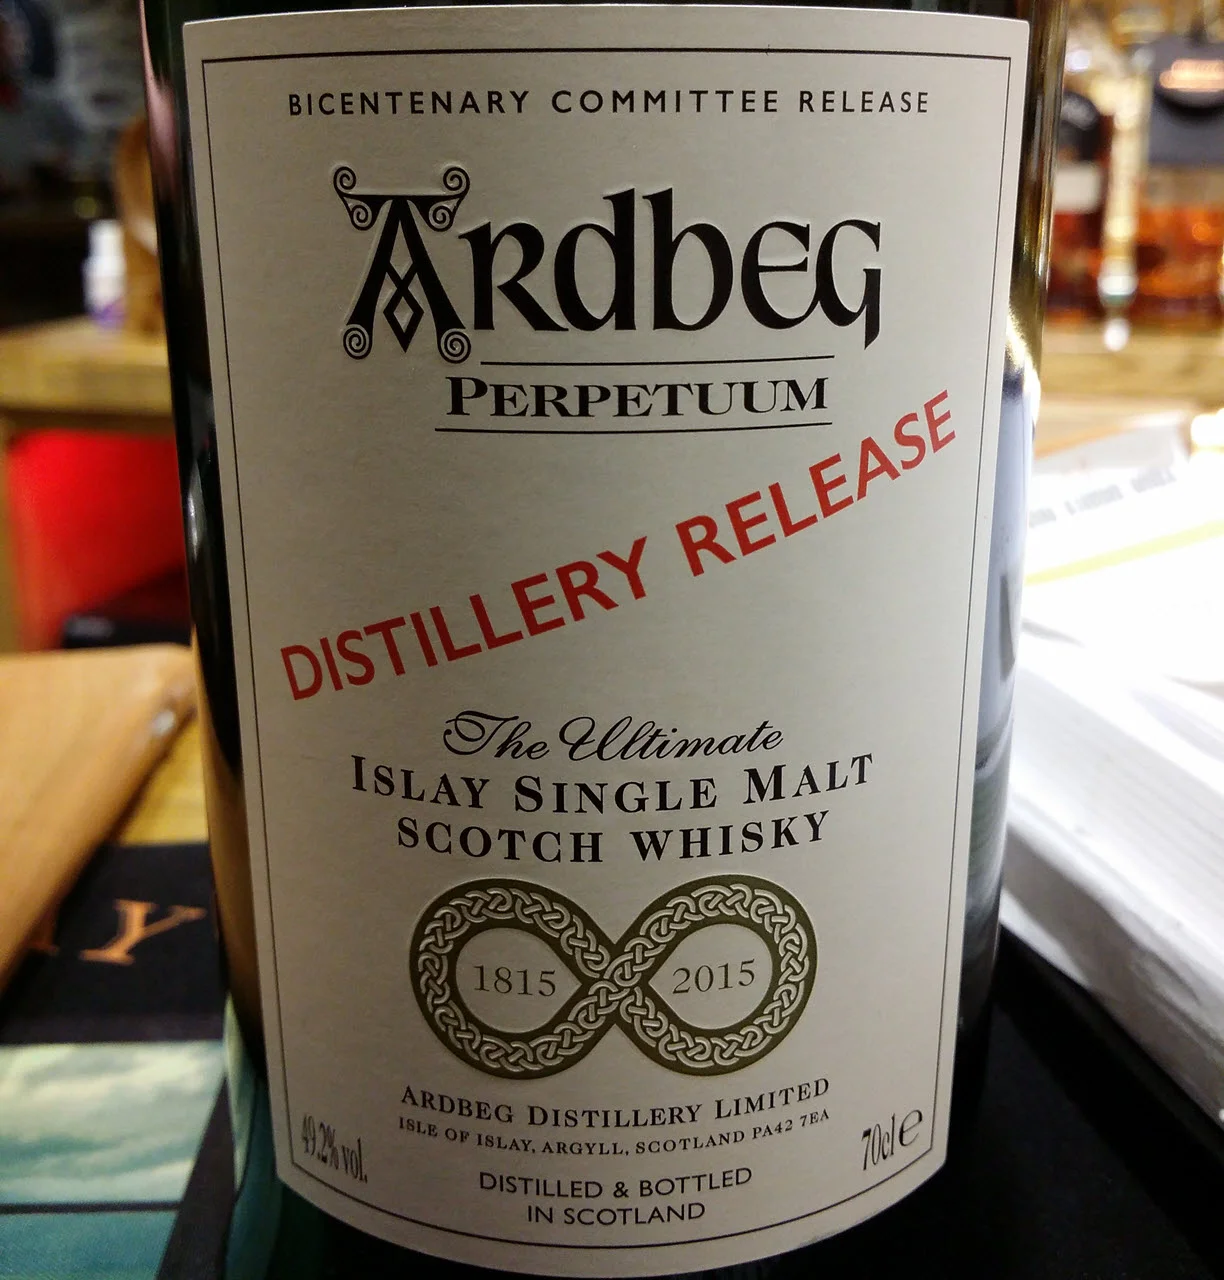 BICENTENARY COMMITTEE RELEASE
ARdbEG
PERPETUUM
DISTILLERY RELEASE
The Ultimate
ISLAY SINGLE MALT
SCOTCH WHISKY
1815 2015
ARDBEG DISTILLERY LIMITED
ISLE OF ISLAY, ARGYLL, SCOTLAND PA42 7EA
49.2% vol. 70cl e
DISTILLED & BOTTLED
IN SCOTLAND
AY